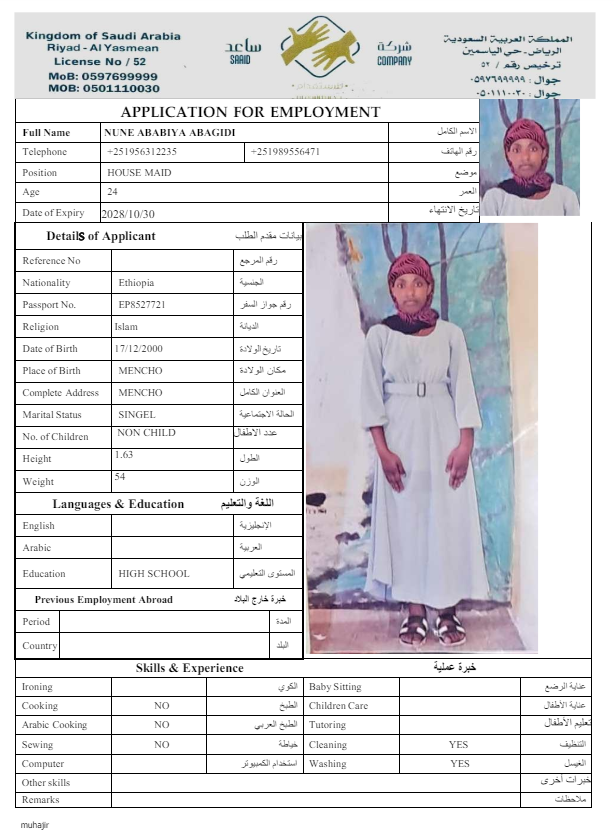 Kingdom of Saudi Arabia
Riyad - Al Yasmean
License No / 52
MoB: 0597699999
MOB: 0501110030
ساعد
SAAID
شركة
COMPANY
المملكة العربية السعودية
الرياض-حي الياسمين
ترخيص رقم / ٥٢
جوال : ٠٥٩٧٦٩٩٩٩٩
جوال : ٠٥٠١١١٠٠٣٠
APPLICATION FOR EMPLOYMENT
Full Name NUNE ABABIYA ABAGIDI الاسم الكامل
Telephone +251956312235 +251989556471 رقم الهاتف
Position HOUSE MAID موضع
Age 24 العمر
Date of Expiry 2028/10/30 تاريخ الانتهاء
Details of Applicant بيانات مقدم الطلب
Reference No رقم المرجع
Nationality Ethiopia الجنسية
Passport No. EP8527721 رقم جواز السفر
Religion Islam الديانة
Date of Birth 17/12/2000 تاريخ الولادة
Place of Birth MENCHO مكان الولادة
Complete Address MENCHO العنوان الكامل
Marital Status SINGEL الحالة الاجتماعية
No. of Children NON CHILD عدد الاطفال
Height 1.63 الطول
Weight 54 الوزن
Languages & Education اللغة والتعليم
English الإنجليزية
Arabic العربية
Education HIGH SCHOOL المستوى التعليمي
Previous Employment Abroad خبرة خارج البلاد
Period المدة
Country البلد
Skills & Experience خبرة عملية
Ironing الكوي Baby Sitting عناية الرضع
Cooking NO الطبخ Children Care عناية الأطفال
Arabic Cooking NO الطبخ العربي Tutoring تعليم الأطفال
Sewing NO خياطة Cleaning YES التنظيف
Computer استخدام الكمبيوتر Washing YES الغسيل
Other skills خبرات أخرى
Remarks ملاحظات
muhajir